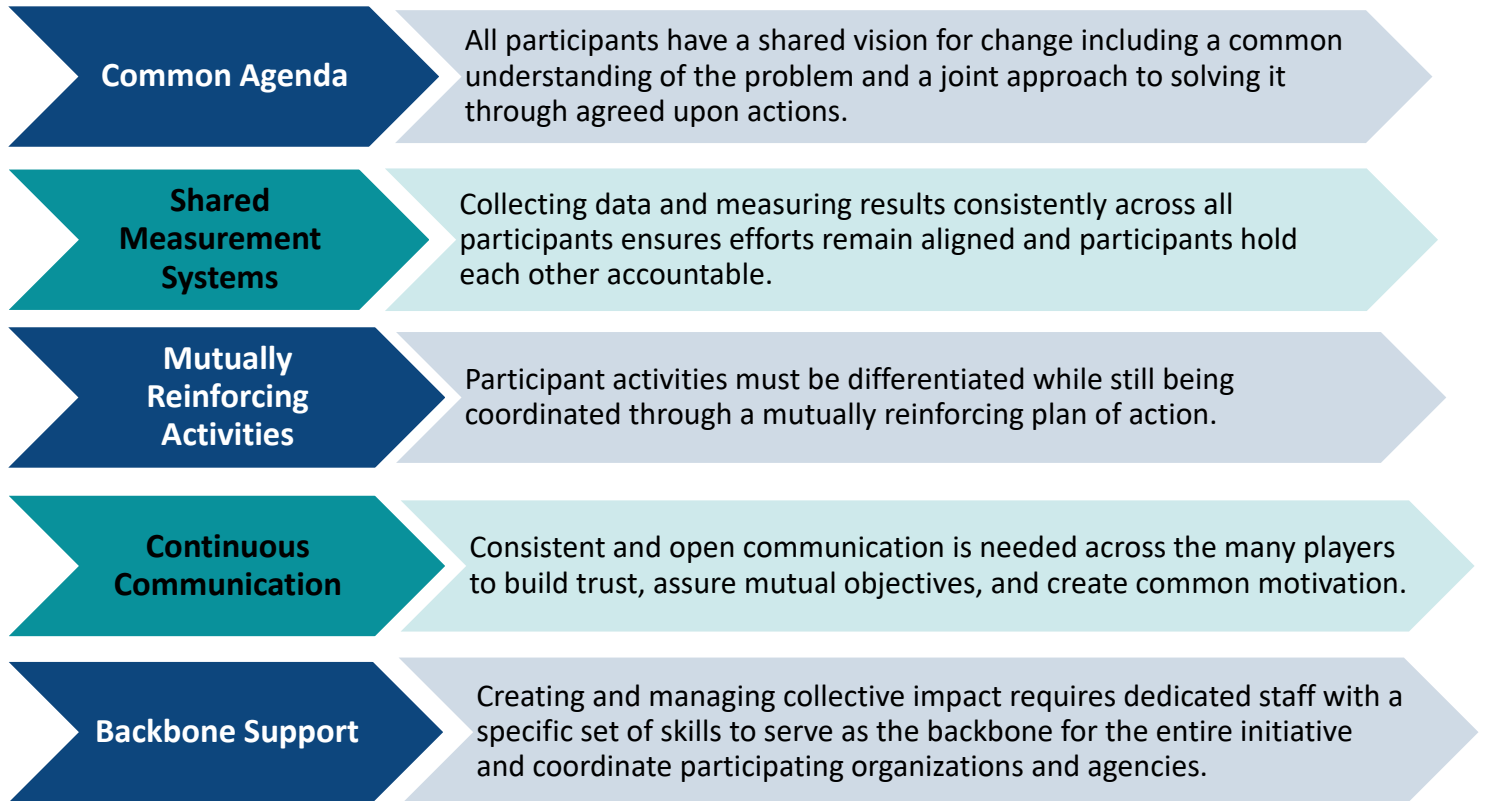 Common Agenda
All participants have a shared vision for change including a common
understanding of the problem and a joint approach to solving it
through agreed upon actions.
Shared
Measurement
Systems
Collecting data and measuring results consistently across all
participants ensures efforts remain aligned and participants hold
each other accountable.
Mutually
Reinforcing
Activities
Participant activities must be differentiated while still being
coordinated through a mutually reinforcing plan of action.
Continuous
Communication
Consistent and open communication is needed across the many players
to build trust, assure mutual objectives, and create common motivation.
Backbone Support
Creating and managing collective impact requires dedicated staff with a
specific set of skills to serve as the backbone for the entire initiative
and coordinate participating organizations and agencies.